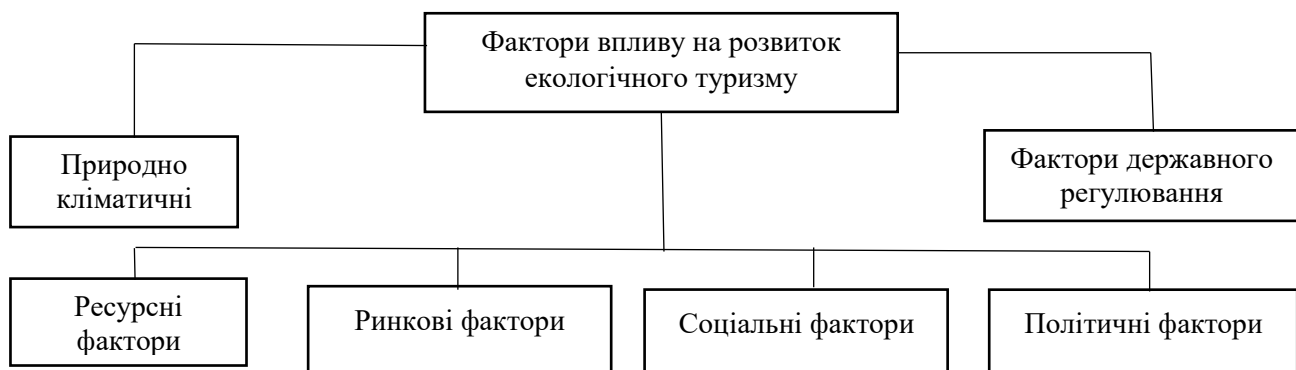 Фактори впливу на розвиток
екологічного туризму
Природно
кліматичні
Фактори державного
регулювання
Ресурсні
фактори
Ринкові фактори
Соціальні фактори
Політичні фактори